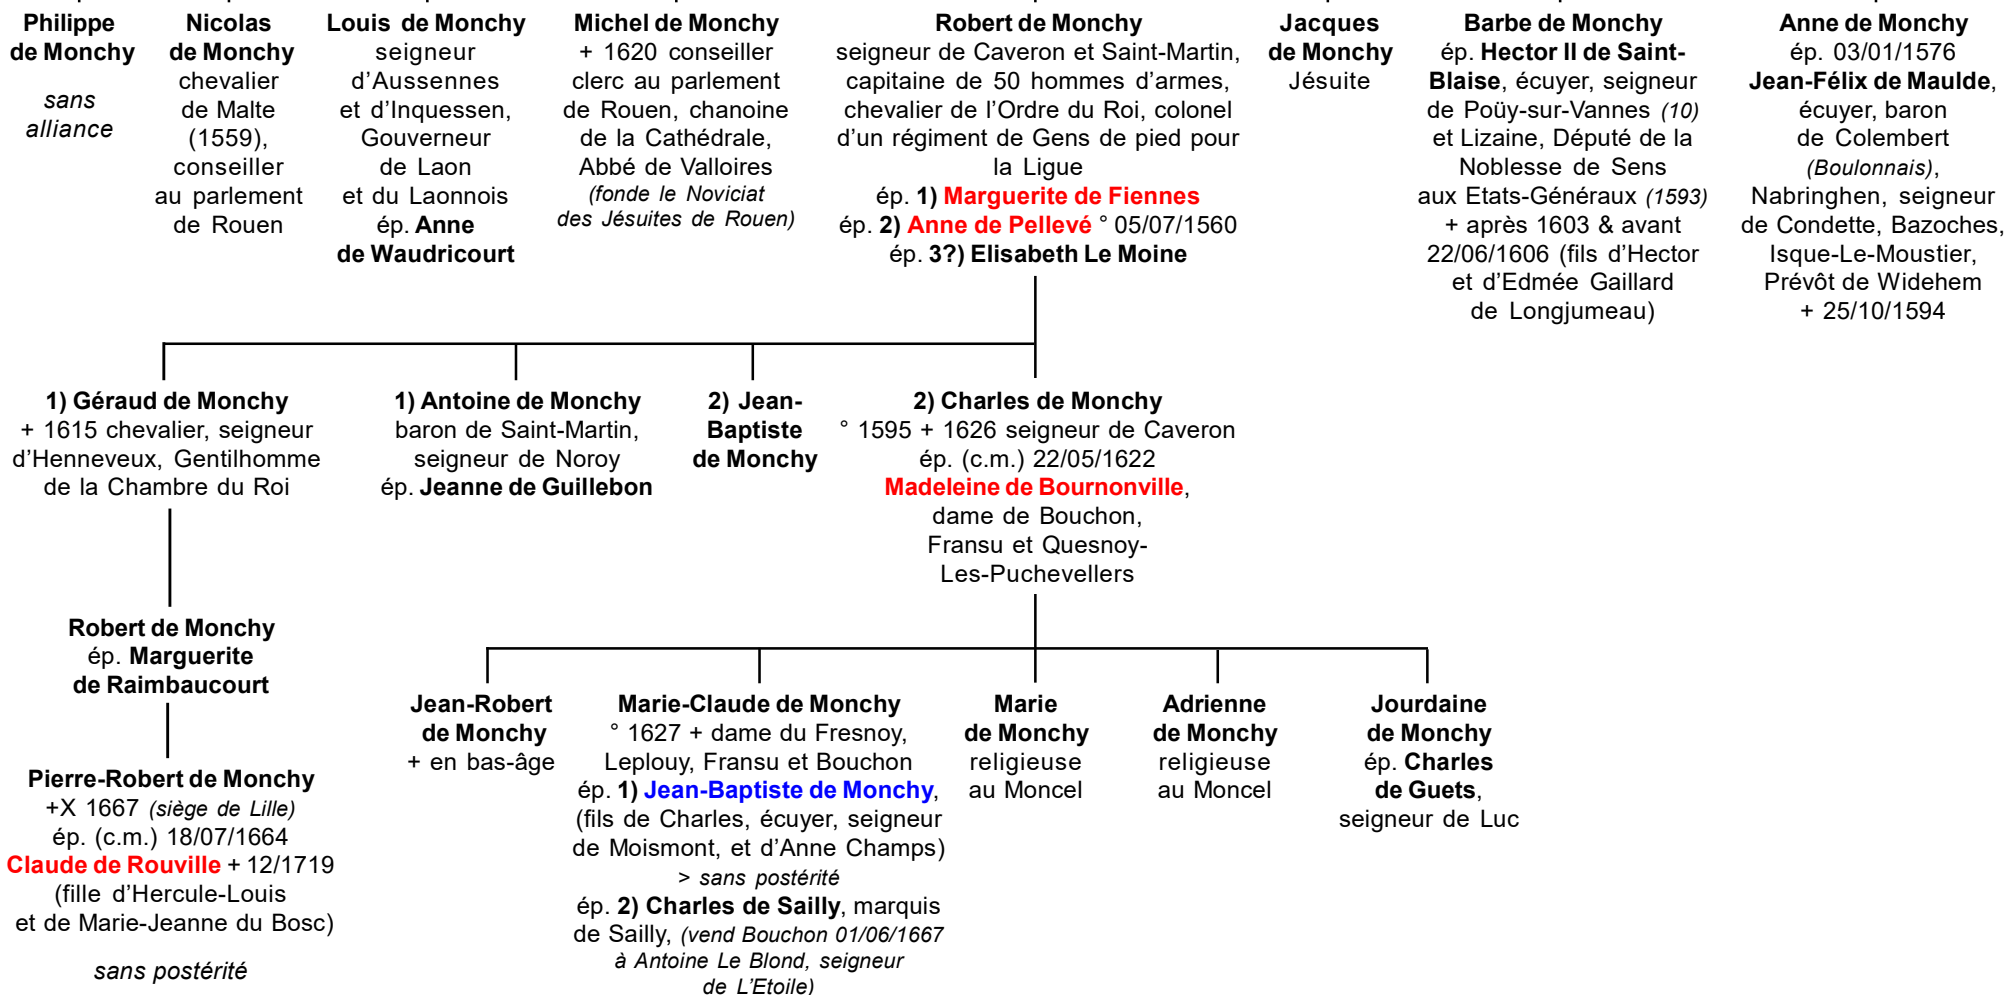 Philippe
de Monchy
sans
alliance
Nicolas
de Monchy
chevalier
de Malte
(1559),
conseiller
au parlement
de Rouen
Louis de Monchy
seigneur
d'Aussennes
et d'Inquessen,
Gouverneur
de Laon
et du Laonnois
ép. Anne
de Waudricourt
Michel de Monchy
+ 1620 conseiller
clerc au parlement
de Rouen, chanoine
de la Cathédrale,
Abbé de Valloires
(fonde le Noviciat
des Jésuites de Rouen)
Robert de Monchy
seigneur de Caveron et Saint-Martin,
capitaine de 50 hommes d'armes,
chevalier de l'Ordre du Roi, colonel
d'un régiment de Gens de pied pour
la Ligue
ép. 1) Marguerite de Fiennes
ép. 2) Anne de Pellevé ° 05/07/1560
ép. 3?) Elisabeth Le Moine
Jacques
de Monchy
Jésuite
Barbe de Monchy
ép. Hector II de Saint-
Blaise, écuyer, seigneur
de Poüy-sur-Vannes (10)
et Lizaine, Député de la
Noblesse de Sens
aux Etats-Généraux (1593)
+ après 1603 & avant
22/06/1606 (fils d'Hector
et d'Edmée Gaillard
de Longjumeau)
Anne de Monchy
ép. 03/01/1576
Jean-Félix de Maulde,
écuyer, baron
de Colembert
(Boulonnais),
Nabringhen, seigneur
de Condette, Bazoches,
Isque-Le-Moustier,
Prévôt de Widehem
+ 25/10/1594
1) Géraud de Monchy
+ 1615 chevalier, seigneur
d'Henneveux, Gentilhomme
de la Chambre du Roi
1) Antoine de Monchy
baron de Saint-Martin,
seigneur de Noroy
ép. Jeanne de Guillebon
2) Jean-
Baptiste
de Monchy
2) Charles de Monchy
° 1595 + 1626 seigneur de Caveron
ép. (c.m.) 22/05/1622
Madeleine de Bournonville,
dame de Bouchon,
Fransu et Quesnoy-
Les-Puchevellers
Robert de Monchy
ép. Marguerite
de Raimbaucourt
Pierre-Robert de Monchy
+X 1667 (siège de Lille)
ép. (c.m.) 18/07/1664
Claude de Rouville + 12/1719
(fille d'Hercule-Louis
et de Marie-Jeanne du Bosc)
sans postérité
Jean-Robert
de Monchy
+ en bas-âge
Marie-Claude de Monchy
° 1627 + dame du Fresnoy,
Leplouy, Fransu et Bouchon
ép. 1) Jean-Baptiste de Monchy,
(fils de Charles, écuyer, seigneur
de Moismont, et d'Anne Champs)
> sans postérité
ép. 2) Charles de Sailly, marquis
de Sailly, (vend Bouchon 01/06/1667
à Antoine Le Blond, seigneur
de L'Etoile)
Marie
de Monchy
religieuse
au Moncel
Adrienne
de Monchy
religieuse
au Moncel
Jourdaine
de Monchy
ép. Charles
de Guets,
seigneur de Luc